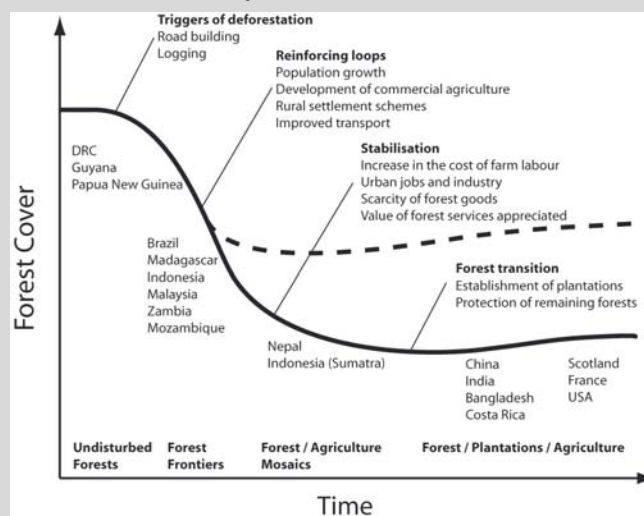 Triggers of deforestation
Road building
Logging
Reinforcing loops
Population growth
Development of commercial agriculture
Rural settlement schemes
Improved transport
Stabilisation
Increase in the cost of farm labour
Urban jobs and industry
Scarcity of forest goods
Value of forest services appreciated
DRC
Guyana
Papua New Guinea
Brazil
Madagascar
Indonesia
Malaysia
Zambia
Mozambique
Forest transition
Establishment of plantations
Protection of remaining forests
Nepal
Indonesia (Sumatra)
China
India
Bangladesh
Costa Rica
Scotland
France
USA
Forest Cover
Undisturbed
Forests
Forest
Frontiers
Forest / Agriculture
Mosaics
Forest / Plantations / Agriculture
Time